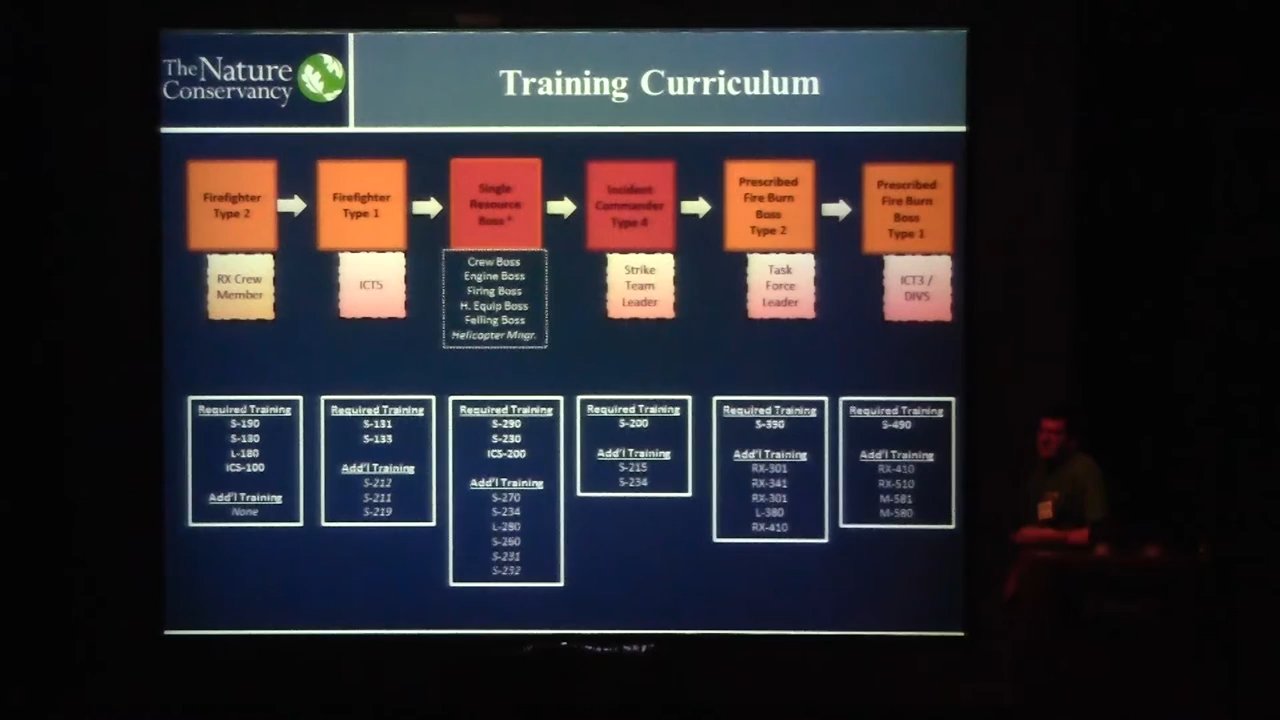 The Nature
Conservancy
Training Curriculum
Firefighter
Type 2
Firefighter
Type 1
Single
Resource
Boss *
Incident
Commander
Type 4
Prescribed
Fire Burn
Boss
Type 2
Prescribed
Fire Burn
Boss
Type 1
RX Crew
Member
ICT5
Crew Boss
Engine Boss
Firing Boss
H. Equip Boss
Felling Boss
Helicopter Mngr.
Strike
Team
Leader
Task
Force
Leader
ICT3 /
DIVS
Required Training
S-190
S-130
L-180
ICS-100
Add'l Training
None
Required Training
S-131
S-133
Add'l Training
S-212
S-211
S-219
Required Training
S-290
S-230
ICS-200
Add'l Training
S-270
S-234
L-280
S-260
S-231
S-232
Required Training
S-200
Add'l Training
S-215
S-234
Required Training
S-390
Add'l Training
RX-301
RX-341
RX-301
L-380
RX-410
Required Training
S-490
Add'l Training
RX-410
RX-510
M-581
M-580